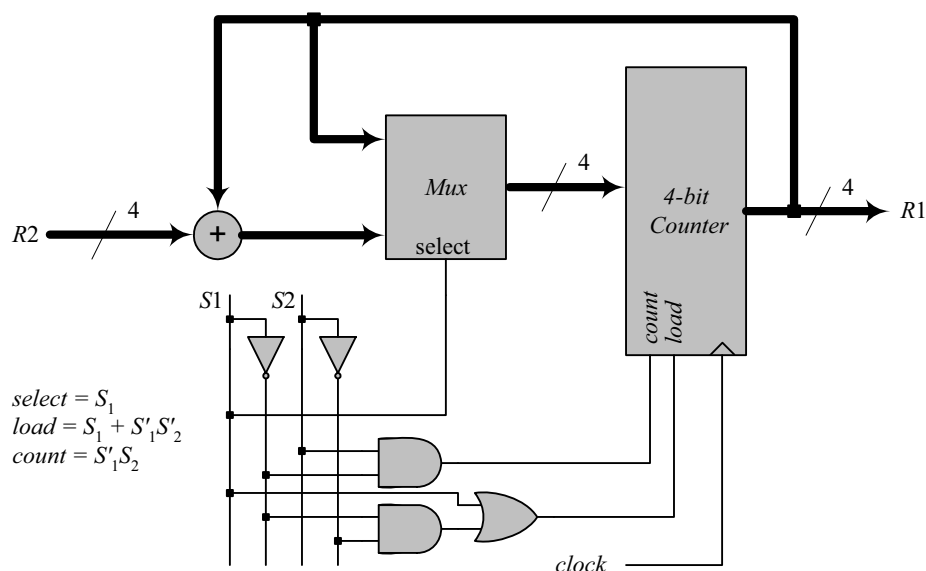 4
Mux
4
4-bit
Counter
4
R1
R2
+
select
S1
S2
count
load
select = S₁
load = S₁ + S′₁S′₂
count = S′₁S₂
clock